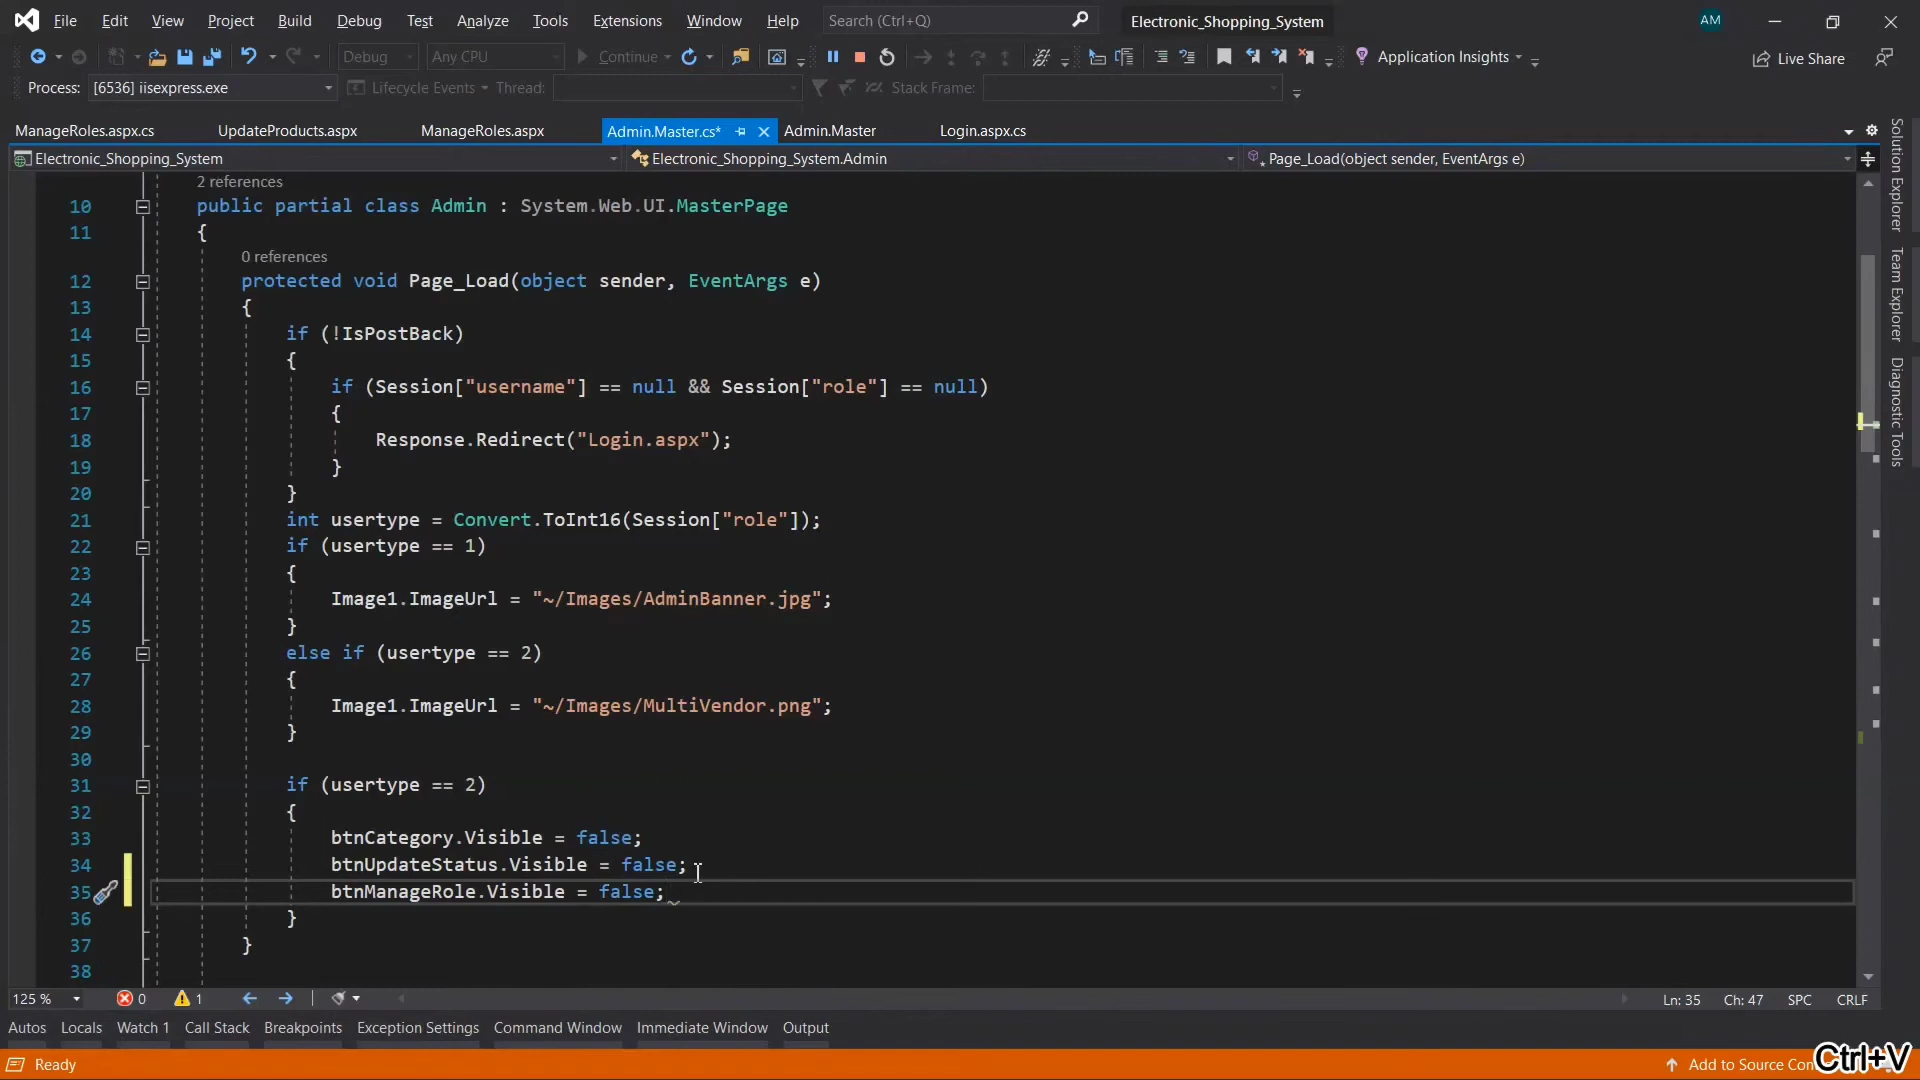 File Edit View Project Build Debug Test Analyze Tools Extensions Window Help Search (Ctrl+Q) Electronic_Shopping_System AM
Debug Any CPU Continue Application Insights Live Share
Process: [6536] iisexpress.exe Lifecycle Events Thread: Stack Frame:
ManageRoles.aspx.cs UpdateProducts.aspx ManageRoles.aspx Admin.Master.cs* Admin.Master Login.aspx.cs
Electronic_Shopping_System Electronic_Shopping_System.Admin Page_Load(object sender, EventArgs e)
2 references
10 public partial class Admin : System.Web.UI.MasterPage
11 {
0 references
12 protected void Page_Load(object sender, EventArgs e)
13 {
14 if (!IsPostBack)
15 {
16 if (Session["username"] == null && Session["role"] == null)
17 {
18 Response.Redirect("Login.aspx");
19 }
20 }
21 int usertype = Convert.ToInt16(Session["role"]);
22 if (usertype == 1)
23 {
24 Image1.ImageUrl = "~/Images/AdminBanner.jpg";
25 }
26 else if (usertype == 2)
27 {
28 Image1.ImageUrl = "~/Images/MultiVendor.png";
29 }
30
31 if (usertype == 2)
32 {
33 btnCategory.Visible = false;
34 btnUpdateStatus.Visible = false;
35 btnManageRole.Visible = false;
36 }
37 }
38
Solution Explorer
Team Explorer
Diagnostic Tools
125 % 0 1 Ln: 35 Ch: 47 SPC CRLF
Autos Locals Watch 1 Call Stack Breakpoints Exception Settings Command Window Immediate Window Output
Ready Add to Source Con
Ctrl+V